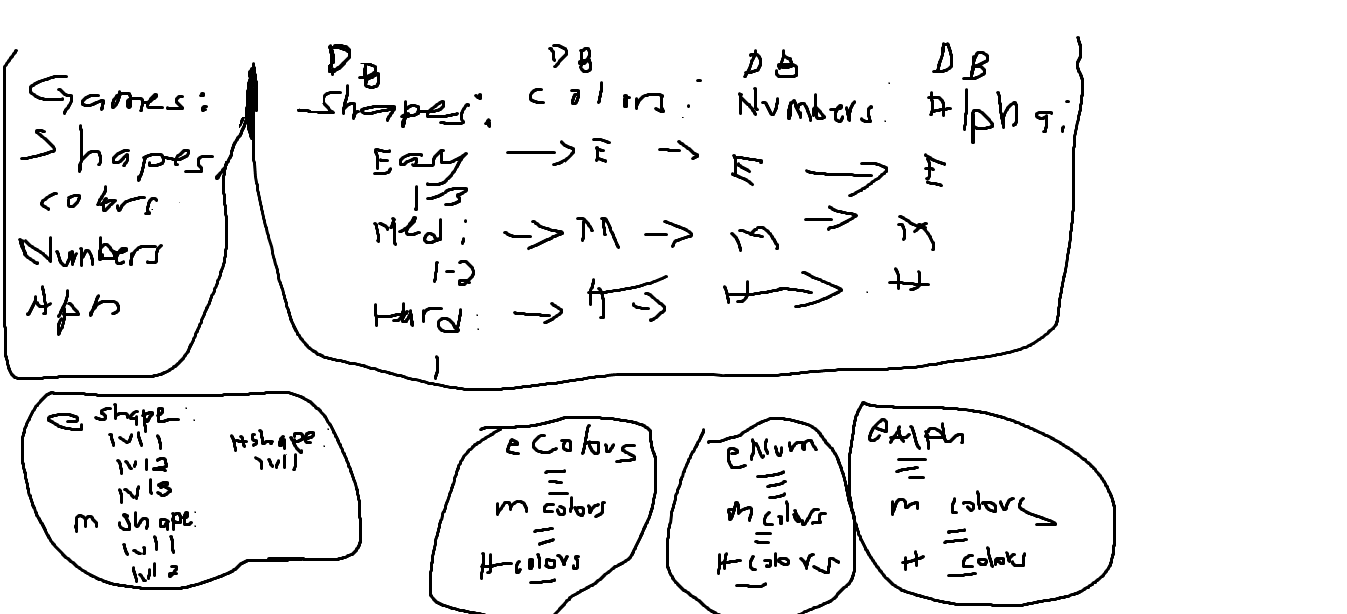 Games:
Shapes
colors
Numbers
Alph
DB
Shapes:
DB
colors:
DB
Numbers:
DB
Alpha:
Easy → E → E → E
1-3
Med: → M → M → M
1-2
Hard: → H → H → H
1
e shape:
lvl 1
lvl 2
lvl 3
m shape:
lvl 1
lvl 2
H shape:
lvl 1
e Colors
m colors
H-colors
e Num
m colors
H-colors
e Alph
m colors
H colors